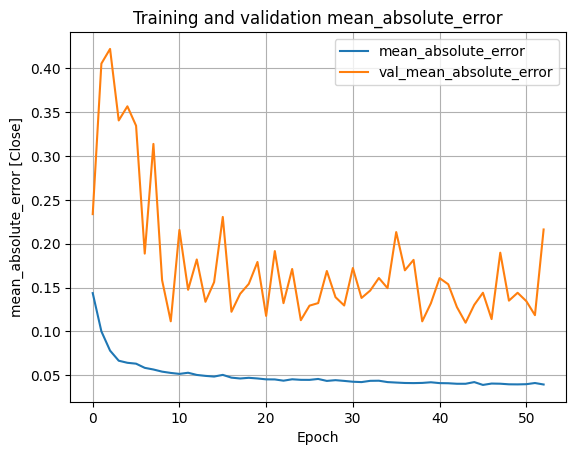 Training and validation mean_absolute_error
mean_absolute_error
val_mean_absolute_error
mean_absolute_error [Close]
0.40
0.35
0.30
0.25
0.20
0.15
0.10
0.05
0
10
20
30
40
50
Epoch